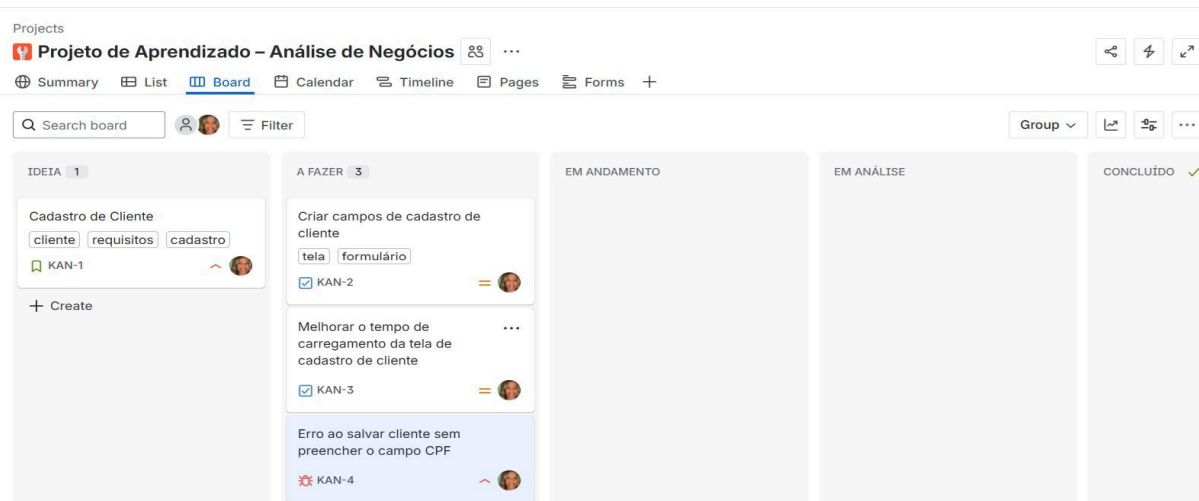 Projects
Projeto de Aprendizado – Análise de Negócios
Summary List Board Calendar Timeline Pages Forms
Search board Filter Group
IDEIA 1
Cadastro de Cliente
cliente requisitos cadastro
KAN-1
Create
A FAZER 3
Criar campos de cadastro de
cliente
tela formulário
KAN-2
Melhorar o tempo de
carregamento da tela de
cadastro de cliente
KAN-3
Erro ao salvar cliente sem
preencher o campo CPF
KAN-4
EM ANDAMENTO
EM ANÁLISE
CONCLUÍDO